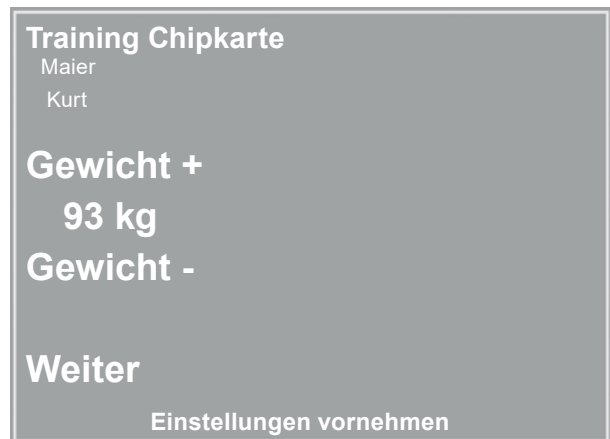 Training Chipkarte
Maier
Kurt
Gewicht +
93 kg
Gewicht -
Weiter
Einstellungen vornehmen